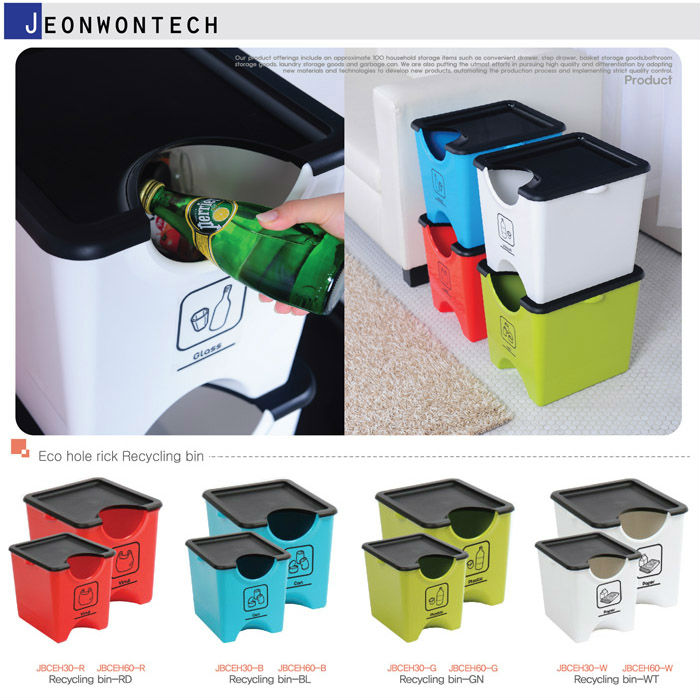 JEONWONTECH
Our product offerings include an approximate 100 household storage items such as convenient drawer, step drawer, basket storage goods,bathroom
storage goods, laundry storage goods and garbage can. We are also putting the utmost efforts in pursuing high quality and differentiation by adopting
new materials and technologies to develop new products, automating the production process and implementing strict quality control.
Product
perrier
Glass
Eco hole rick Recycling bin
Vinyl
Vinyl
Can
Can
Plastic
Plastic
Paper
Paper
JBCEH30-R JBCEH60-R
Recycling bin-RD
JBCEH30-B JBCEH60-B
Recycling bin-BL
JBCEH30-G JBCEH60-G
Recycling bin-GN
JBCEH30-W JBCEH60-W
Recycling bin-WT